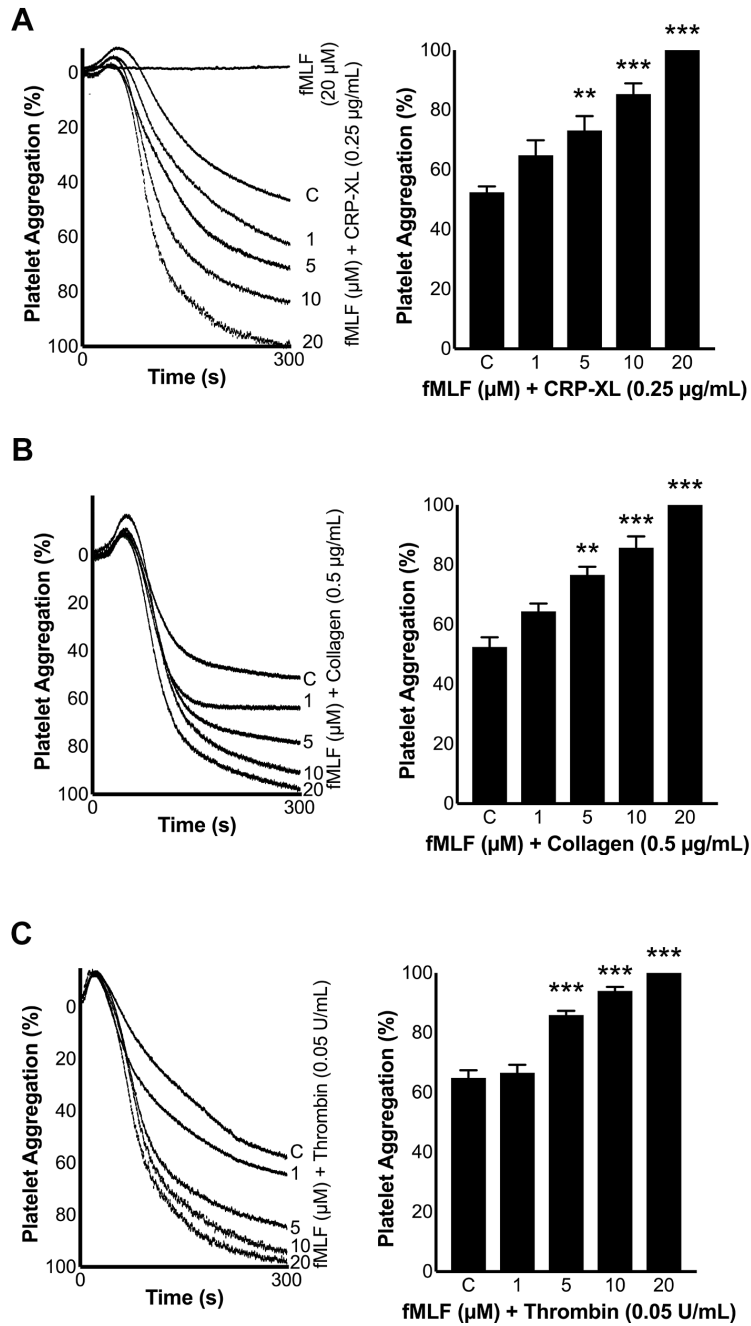 A
Platelet Aggregation (%)
0
20
40
60
80
100
0
300
Time (s)
C
1
5
10
20
fMLF
(20 µM)
fMLF (µM) + CRP-XL (0.25 µg/mL)
Platelet Aggregation (%)
100
80
60
40
20
0
** *** ***
C 1 5 10 20
fMLF (µM) + CRP-XL (0.25 µg/mL)
B
Platelet Aggregation (%)
0
20
40
60
80
100
0
300
Time (s)
C
1
5
10
20
fMLF (µM) + Collagen (0.5 µg/mL)
Platelet Aggregation (%)
100
80
60
40
20
0
** *** ***
C 1 5 10 20
fMLF (µM) + Collagen (0.5 µg/mL)
C
Platelet Aggregation (%)
0
20
40
60
80
100
0
300
Time (s)
C
1
5
10
20
fMLF (µM) + Thrombin (0.05 U/mL)
Platelet Aggregation (%)
100
80
60
40
20
0
*** *** ***
C 1 5 10 20
fMLF (µM) + Thrombin (0.05 U/mL)